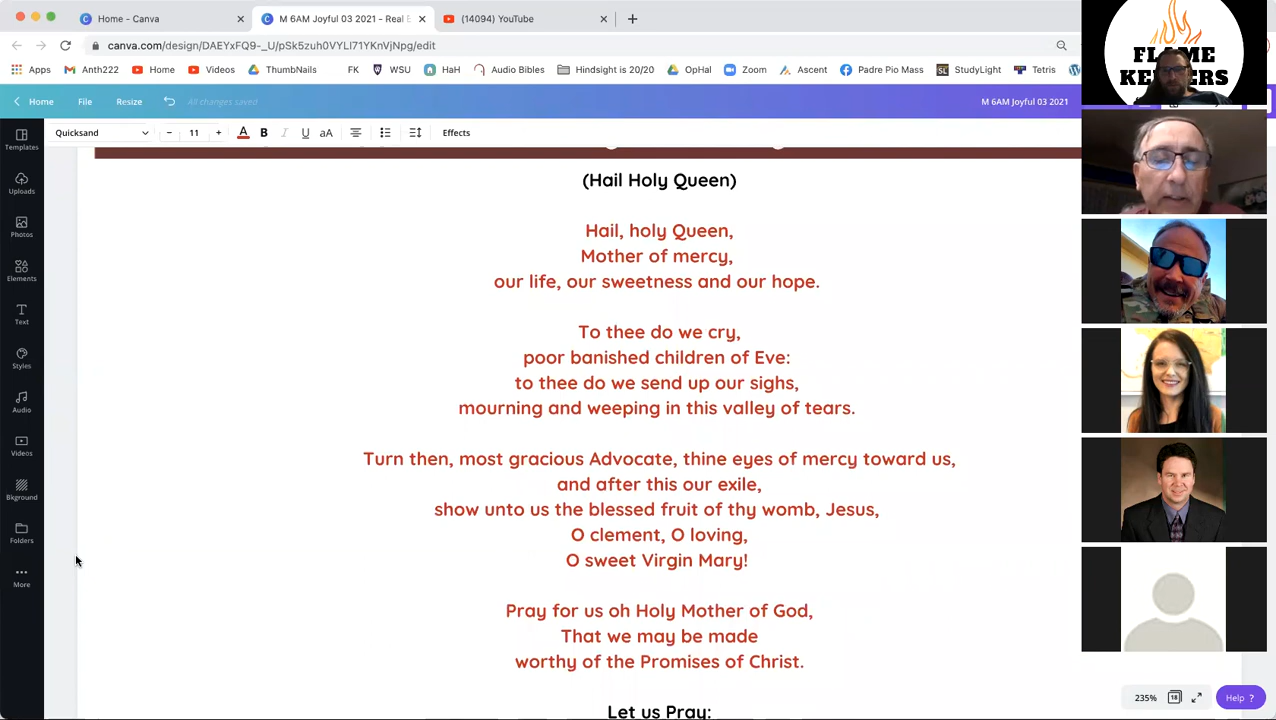 Home - Canva
M 6AM Joyful 03 2021 - Real E
(14094) YouTube
canva.com/design/DAEYxFQ9-_U/pSk5zuh0VYLI71YKnVjNpg/edit
Apps
Anth222
Home
Videos
ThumbNails
FK
WSU
HaH
Audio Bibles
Hindsight is 20/20
OpHal
Zoom
Ascent
Padre Pio Mass
StudyLight
Tetris
FLAME
KEEPERS
Home
File
Resize
All changes saved
M 6AM Joyful 03 2021
Quicksand
11
A
B
I
U
aA
Effects
Templates
Uploads
Photos
Elements
Text
Styles
Audio
Videos
Bkground
Folders
More
(Hail Holy Queen)
Hail, holy Queen,
Mother of mercy,
our life, our sweetness and our hope.
To thee do we cry,
poor banished children of Eve:
to thee do we send up our sighs,
mourning and weeping in this valley of tears.
Turn then, most gracious Advocate, thine eyes of mercy toward us,
and after this our exile,
show unto us the blessed fruit of thy womb, Jesus,
O clement, O loving,
O sweet Virgin Mary!
Pray for us oh Holy Mother of God,
That we may be made
worthy of the Promises of Christ.
Let us Pray:
235%
18
Help ?